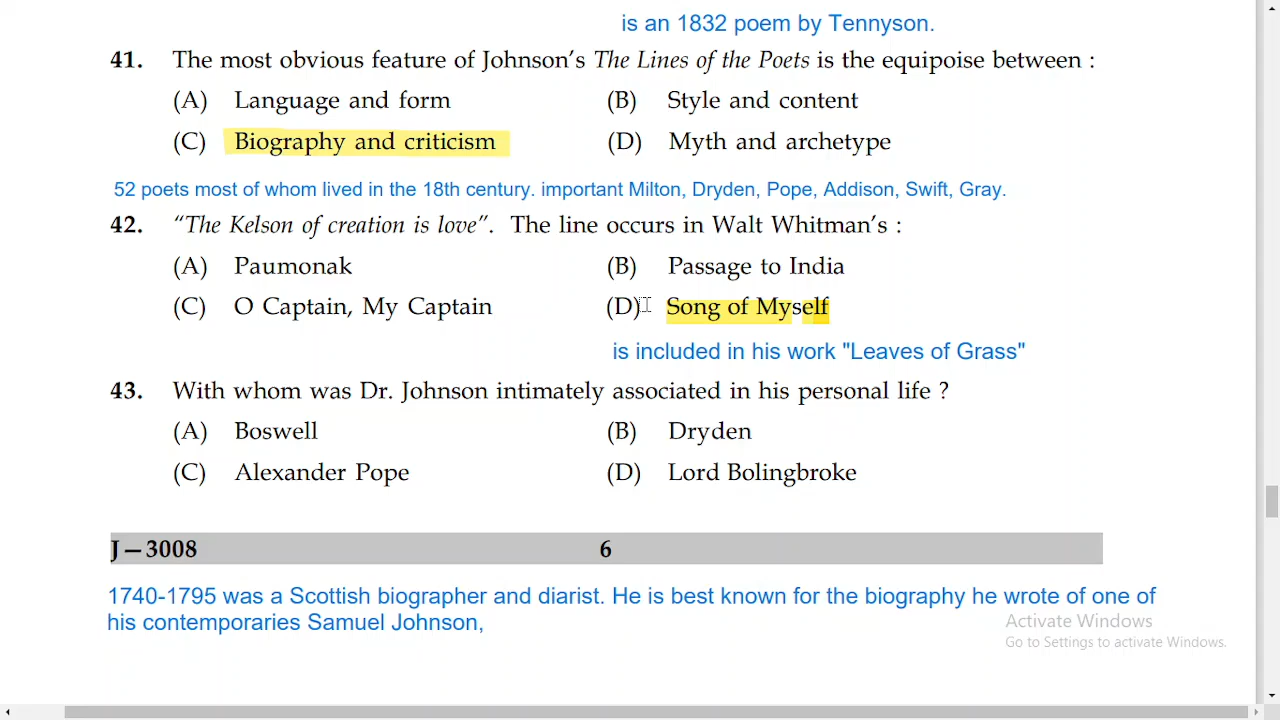 is an 1832 poem by Tennyson.
41. The most obvious feature of Johnson's The Lines of the Poets is the equipoise between :
(A) Language and form (B) Style and content
(C) Biography and criticism (D) Myth and archetype
52 poets most of whom lived in the 18th century. important Milton, Dryden, Pope, Addison, Swift, Gray.
42. "The Kelson of creation is love". The line occurs in Walt Whitman's :
(A) Paumonak (B) Passage to India
(C) O Captain, My Captain (D) Song of Myself
is included in his work "Leaves of Grass"
43. With whom was Dr. Johnson intimately associated in his personal life ?
(A) Boswell (B) Dryden
(C) Alexander Pope (D) Lord Bolingbroke
J – 3008 6
1740-1795 was a Scottish biographer and diarist. He is best known for the biography he wrote of one of
his contemporaries Samuel Johnson,
Activate Windows
Go to Settings to activate Windows.